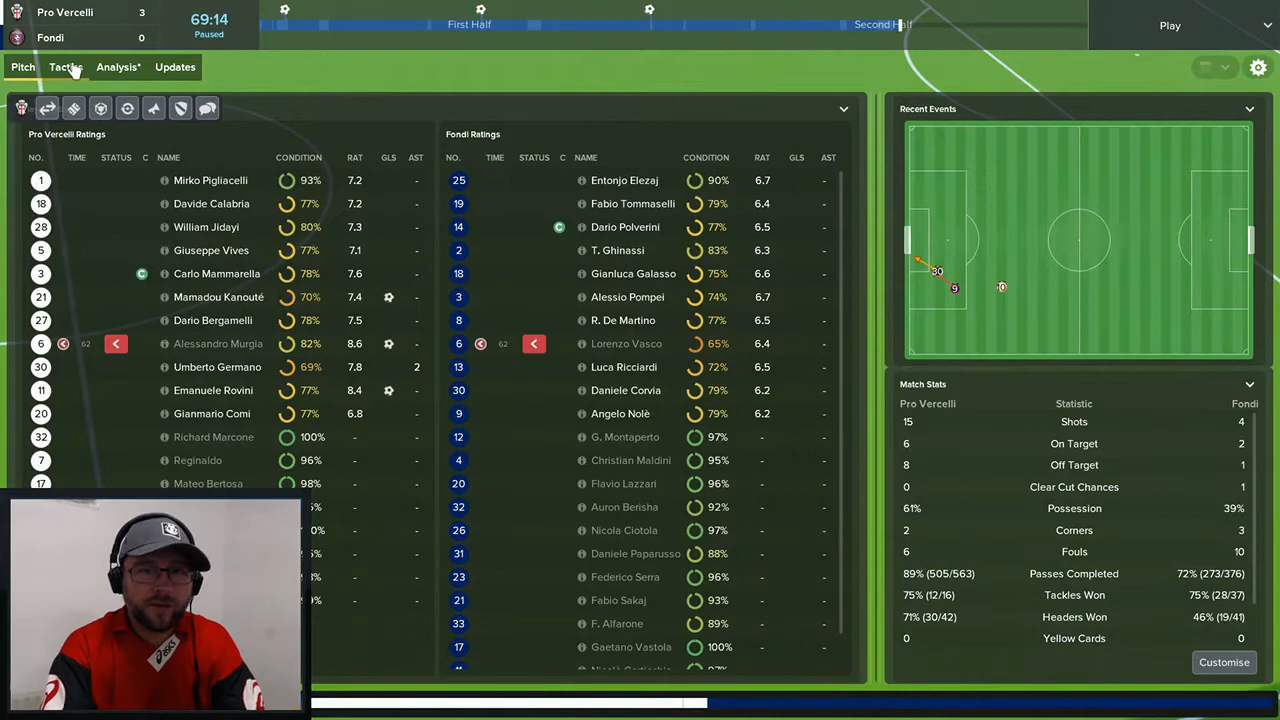 Pro Vercelli 3
Fondi 0
69:14
Paused
First Half
Second Half
Play
Pitch Tactics Analysis* Updates
Pro Vercelli Ratings
NO. TIME STATUS C NAME CONDITION RAT GLS AST
1 Mirko Pigliacelli 93% 7.2 - 
18 Davide Calabria 77% 7.2 -
28 William Jidayi 80% 7.3 -
5 Giuseppe Vives 77% 7.1 -
3 C Carlo Mammarella 78% 7.6 -
21 Mamadou Kanouté 70% 7.4 -
27 Dario Bergamelli 78% 7.5 -
6 62 Alessandro Murgia 82% 8.6 -
30 Umberto Germano 69% 7.8 2
11 Emanuele Rovini 77% 8.4 -
20 Gianmario Comi 77% 6.8 -
32 Richard Marcone 100% - -
7 Reginaldo 96% - -
17 Mateo Bertosa 98% - -
Fondi Ratings
NO. TIME STATUS C NAME CONDITION RAT GLS AST
25 Entonjo Elezaj 90% 6.7 -
19 Fabio Tommaselli 79% 6.4 -
14 C Dario Polverini 77% 6.5 -
2 T. Ghinassi 83% 6.3 -
18 Gianluca Galasso 75% 6.6 -
3 Alessio Pompei 74% 6.7 -
8 R. De Martino 77% 6.5 -
6 62 Lorenzo Vasco 65% 6.4 -
13 Luca Ricciardi 72% 6.5 -
30 Daniele Corvia 79% 6.2 -
9 Angelo Nolè 79% 6.2 -
12 G. Montaperto 97% - -
4 Christian Maldini 95% - -
20 Flavio Lazzari 96% - -
32 Auron Berisha 92% - -
26 Nicola Ciotola 97% - -
31 Daniele Paparusso 88% - -
23 Federico Serra 96% - -
21 Fabio Sakaj 93% - -
33 F. Alfarone 89% - -
17 Gaetano Vastola 100% - -
Recent Events
30
9
10
Match Stats
Pro Vercelli Statistic Fondi
15 Shots 4
6 On Target 2
8 Off Target 1
0 Clear Cut Chances 1
61% Possession 39%
2 Corners 3
6 Fouls 10
89% (505/563) Passes Completed 72% (273/376)
75% (12/16) Tackles Won 75% (28/37)
71% (30/42) Headers Won 46% (19/41)
0 Yellow Cards 0
Customise
asics